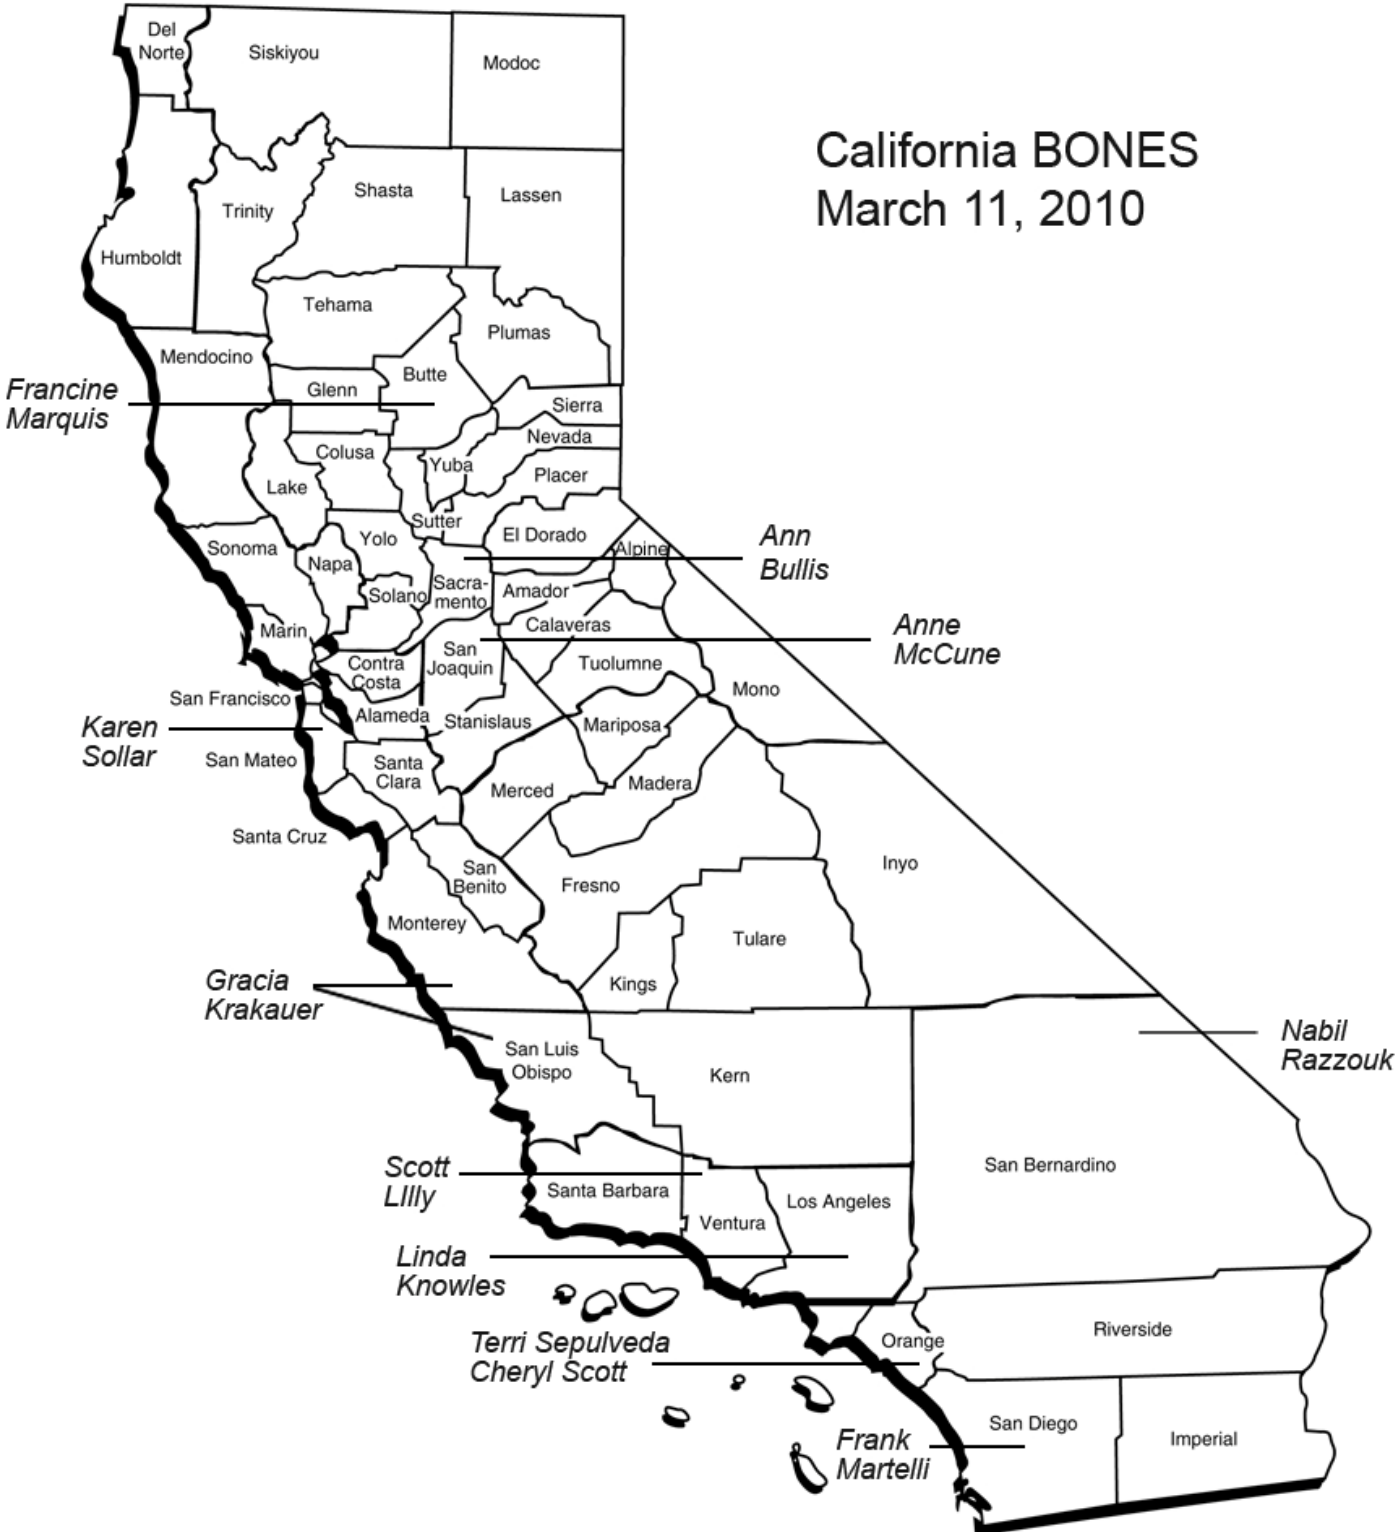 California BONES
March 11, 2010
Del
Norte
Siskiyou
Modoc
Shasta
Lassen
Trinity
Humboldt
Tehama
Plumas
Mendocino
Butte
Glenn
Francine
Marquis
Sierra
Nevada
Colusa
Yuba
Placer
Lake
Sutter
El Dorado
Yolo
Sonoma
Alpine
Ann
Bullis
Napa
Solano
Sacra-
mento
Amador
Calaveras
Marin
Anne
McCune
San
Joaquin
Contra
Costa
Tuolumne
Mono
San Francisco
Alameda
Stanislaus
Mariposa
Karen
Sollar
San Mateo
Santa
Clara
Merced
Madera
Santa Cruz
San
Benito
Fresno
Inyo
Monterey
Tulare
Gracia
Krakauer
Kings
Nabil
Razzouk
San Luis
Obispo
Kern
San Bernardino
Scott
LIlly
Santa Barbara
Los Angeles
Ventura
Linda
Knowles
Terri Sepulveda
Cheryl Scott
Orange
Riverside
San Diego
Imperial
Frank
Martelli